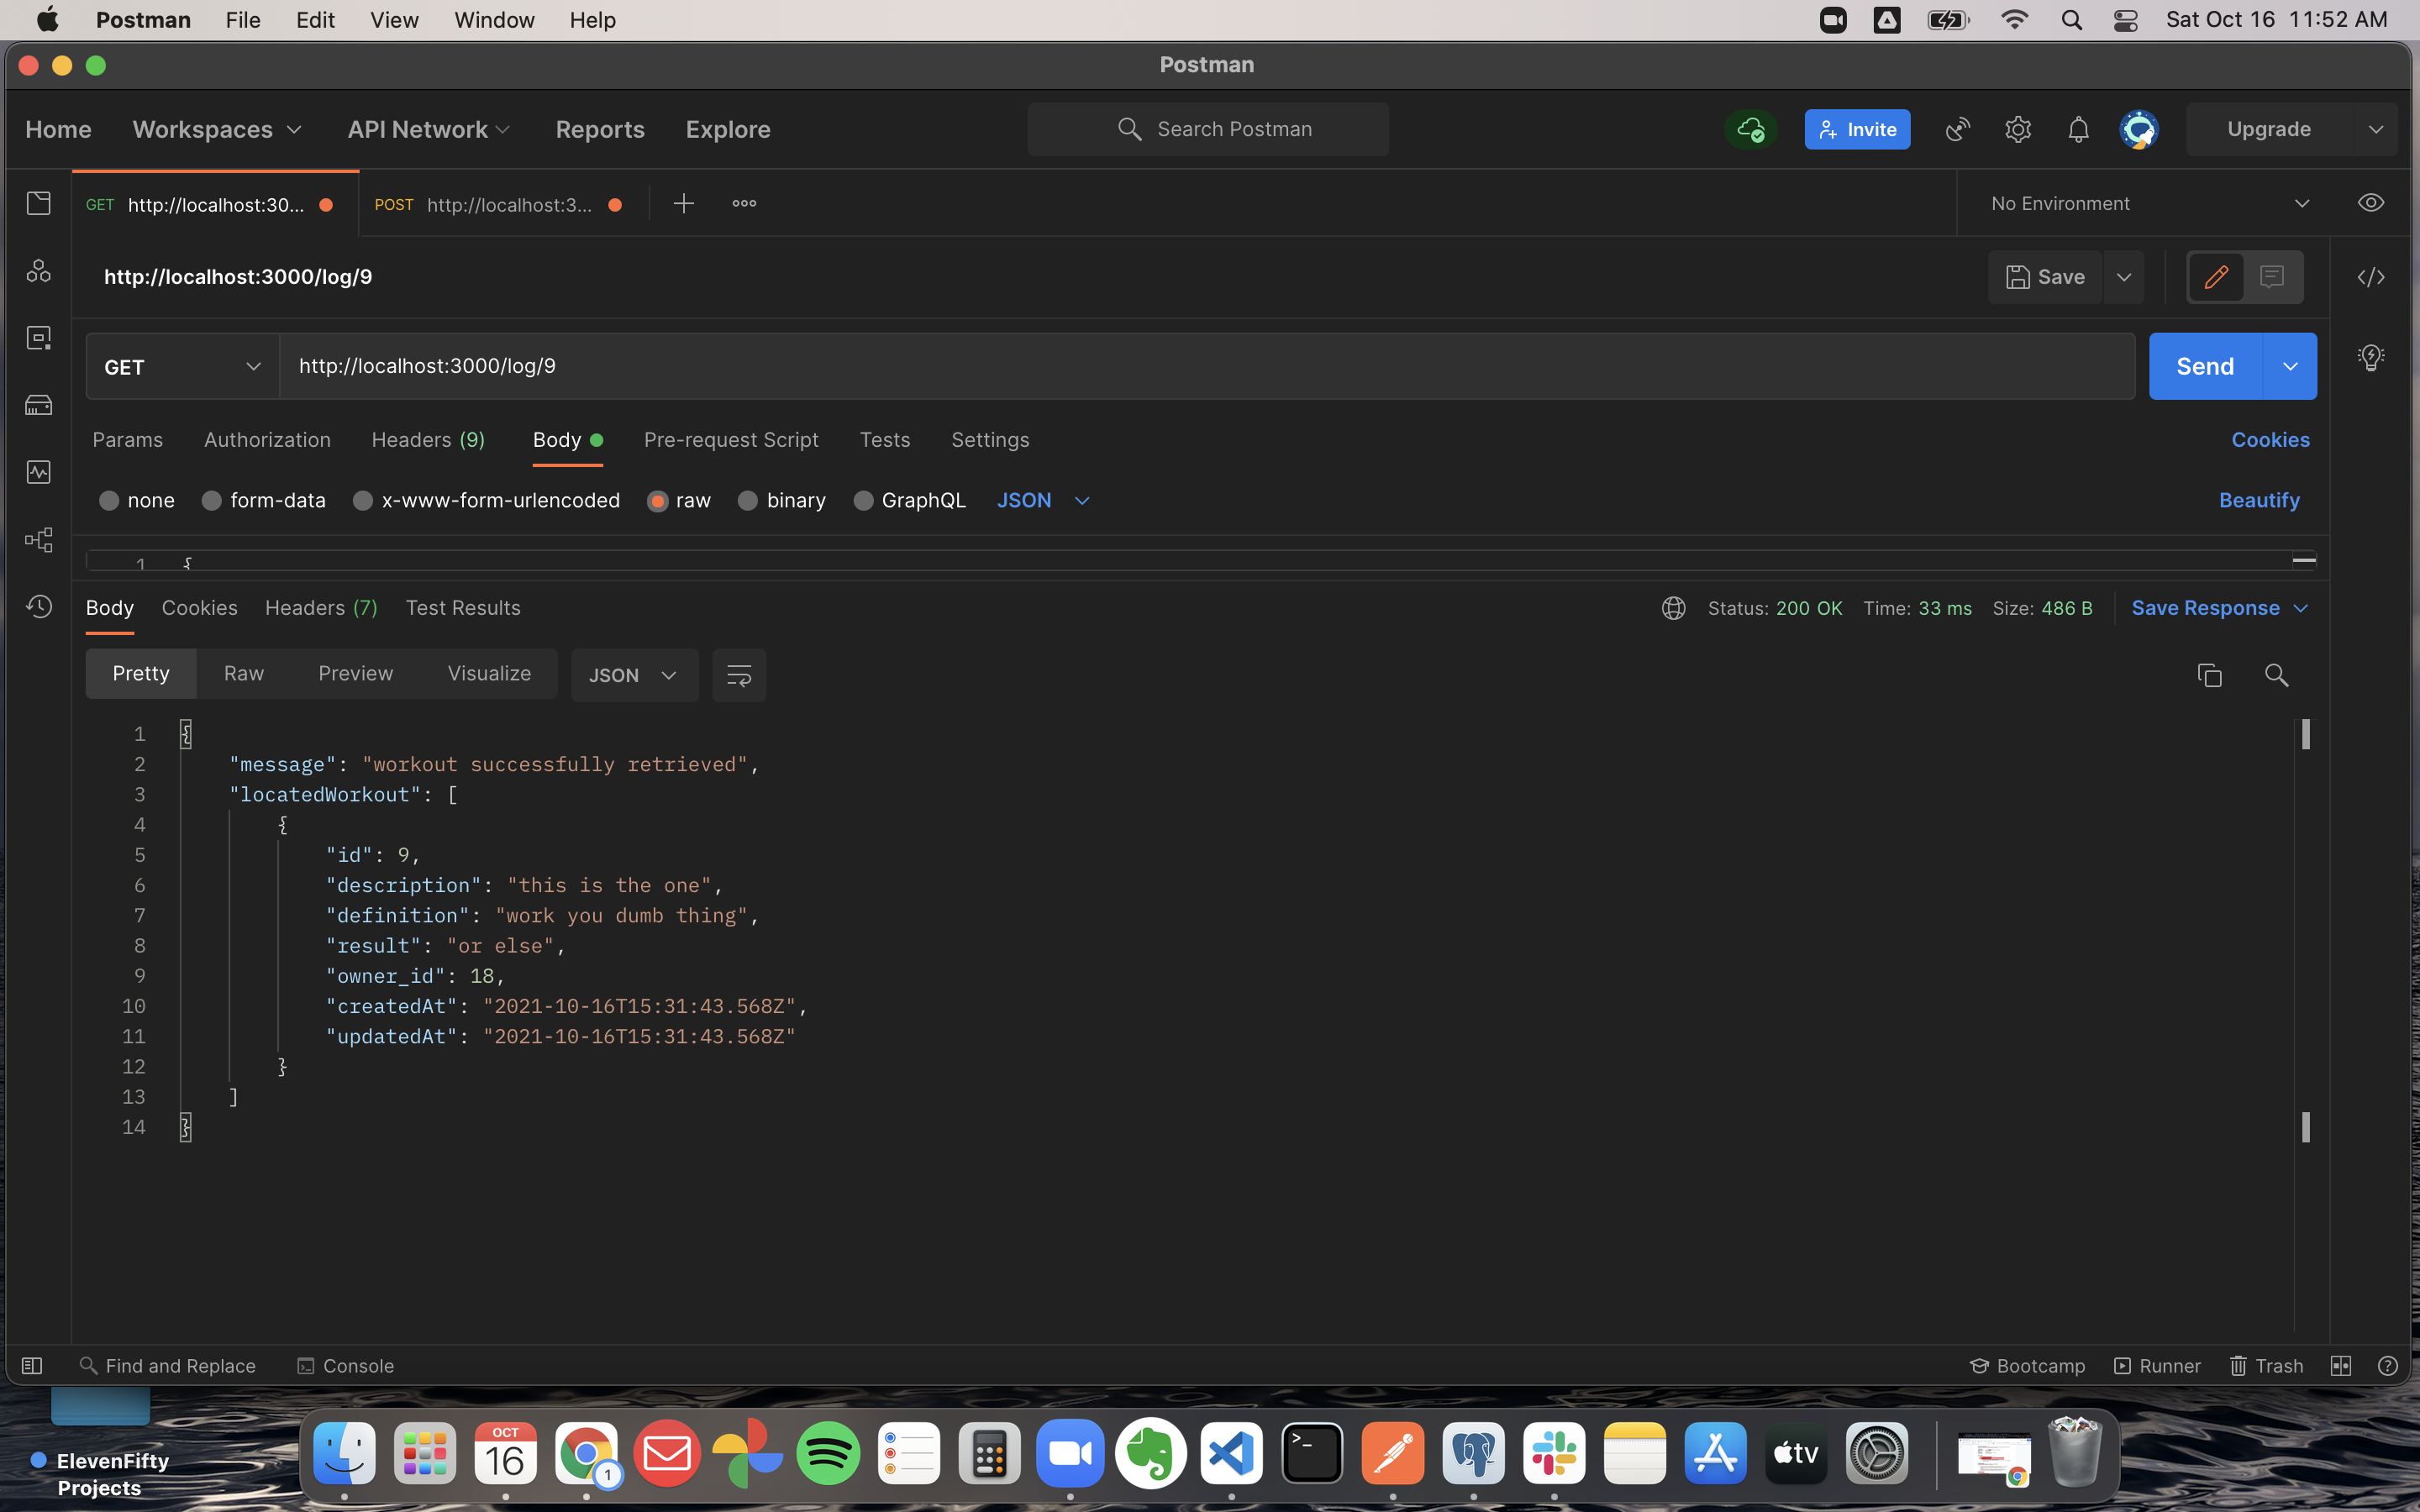 Postman File Edit View Window Help Sat Oct 16 11:52 AM
Postman
Home Workspaces API Network Reports Explore Search Postman Invite Upgrade
GET http://localhost:30... POST http://localhost:3... No Environment
http://localhost:3000/log/9 Save
GET http://localhost:3000/log/9 Send
Params Authorization Headers (9) Body Pre-request Script Tests Settings Cookies
none form-data x-www-form-urlencoded raw binary GraphQL JSON Beautify
1 {
Body Cookies Headers (7) Test Results Status: 200 OK Time: 33 ms Size: 486 B Save Response
Pretty Raw Preview Visualize JSON
1 {
2 "message": "workout successfully retrieved",
3 "locatedWorkout": [
4 {
5 "id": 9,
6 "description": "this is the one",
7 "definition": "work you dumb thing",
8 "result": "or else",
9 "owner_id": 18,
10 "createdAt": "2021-10-16T15:31:43.568Z",
11 "updatedAt": "2021-10-16T15:31:43.568Z"
12 }
13 ]
14 }
Find and Replace Console Bootcamp Runner Trash
ElevenFifty
Projects
OCT
16
1
tv